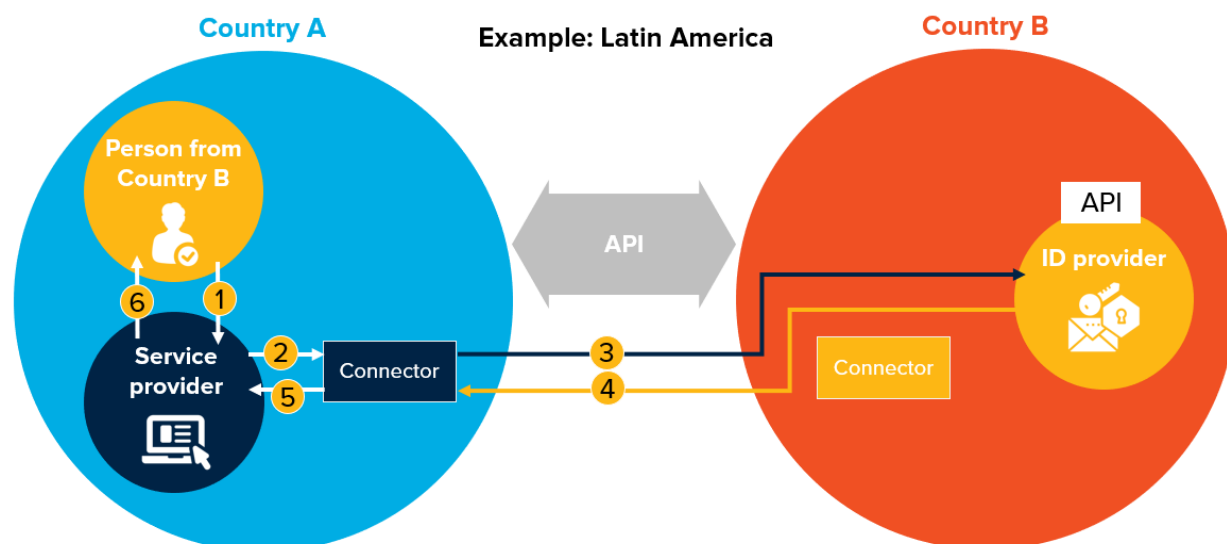 Country A
Example: Latin America
Country B
Person from
Country B
API
API
ID provider
6
1
Service
provider
2
5
Connector
3
4
Connector